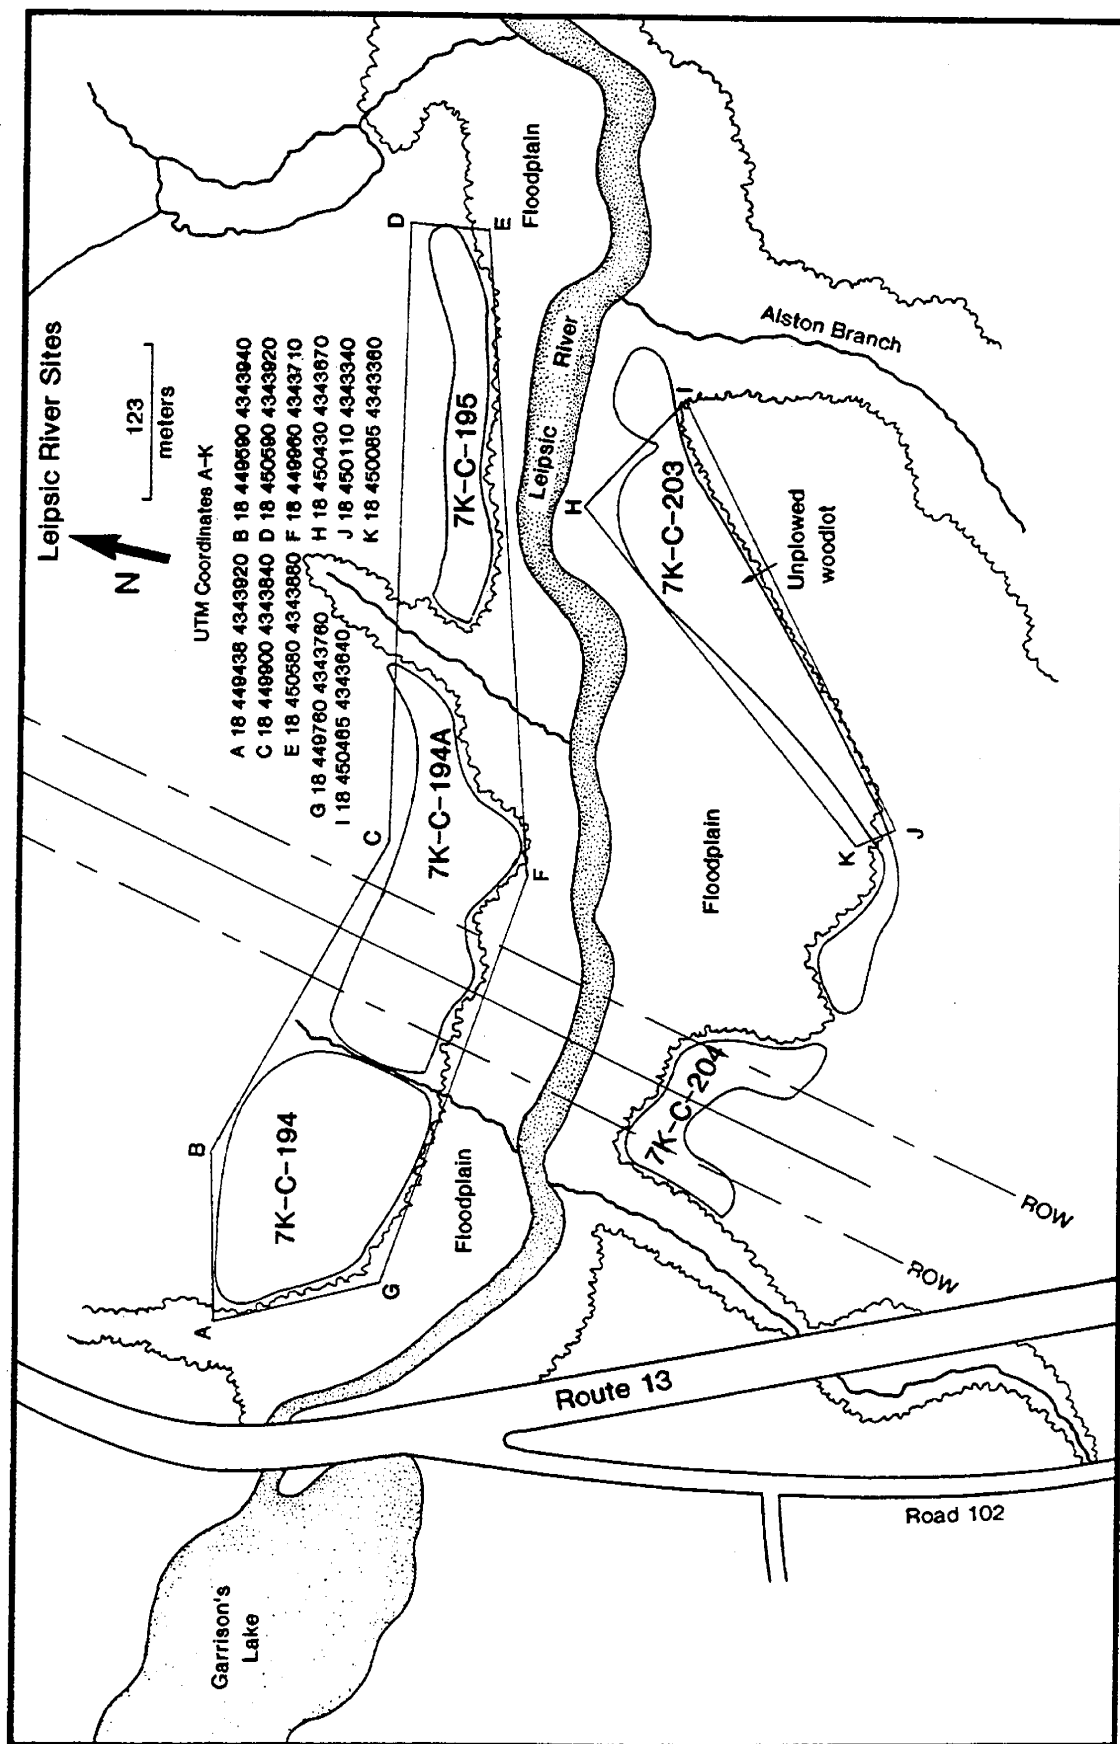 Leipsic River Sites
N
123
meters
UTM Coordinates A-K
A 18 449438 4343920 B 18 449590 4343940
C 18 449900 4343840 D 18 450590 4343920
E 18 450580 4343880 F 18 449960 4343710
G 18 449760 4343760 H 18 450430 4343670
I 18 450465 4343640 J 18 450110 4343340
K 18 450085 4343360
A
B
C
D
E
F
G
H
I
J
K
7K-C-194
7K-C-194A
7K-C-195
7K-C-203
7K-C-204
Floodplain
Floodplain
Floodplain
Leipsic River
Alston Branch
Unplowed
woodlot
ROW
ROW
Route 13
Road 102
Garrison's
Lake